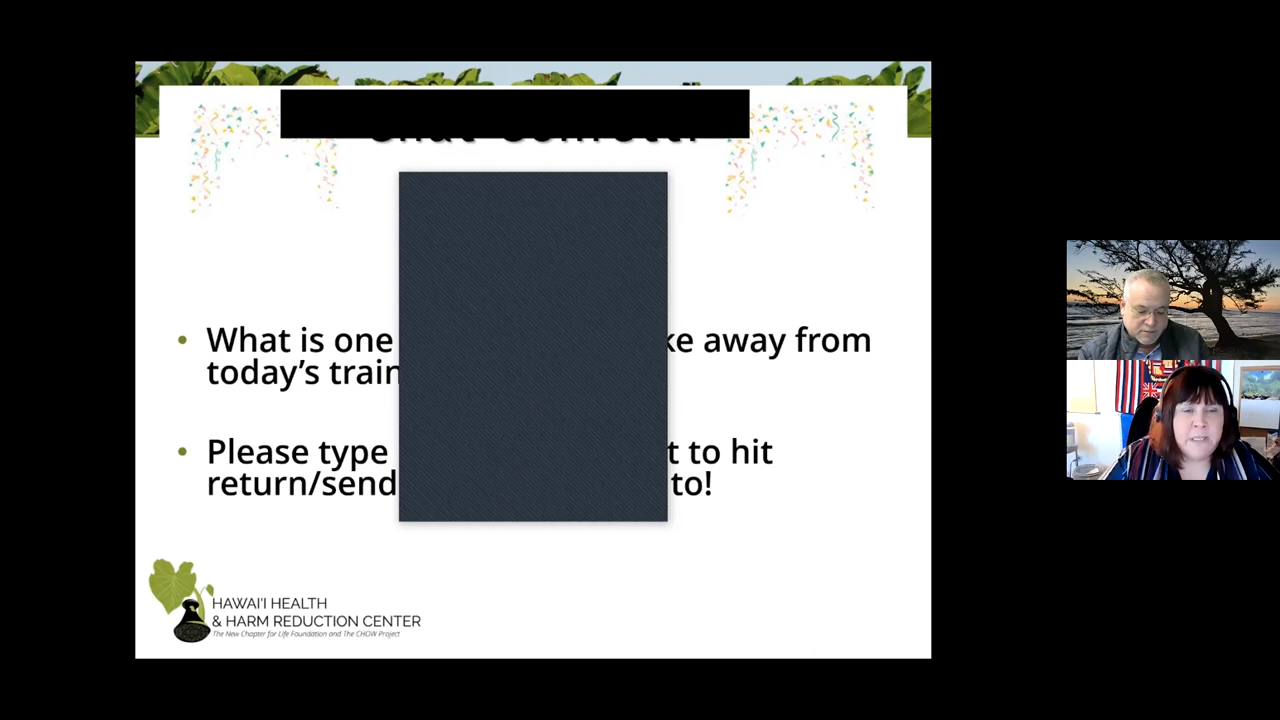 What is one ke away from
today's train
Please type t to hit
return/send to!
HAWAI'I HEALTH
& HARM REDUCTION CENTER
The New Chapter for Life Foundation and The CHOW Project